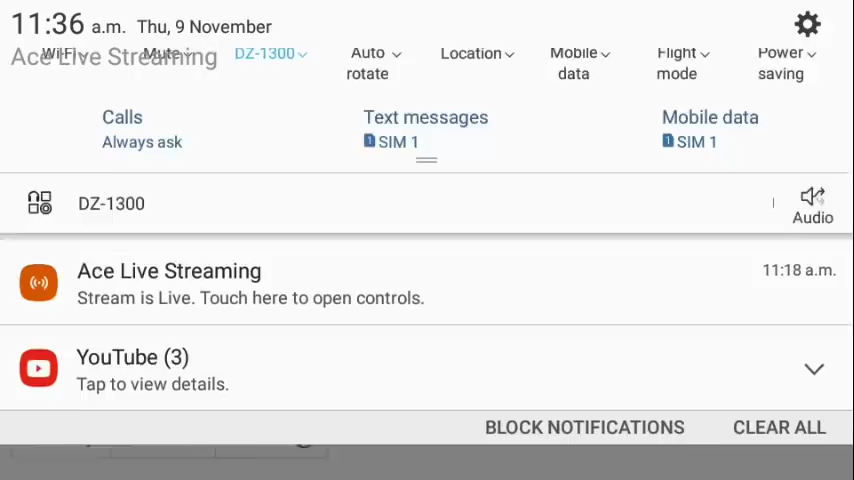 11:36 a.m. Thu, 9 November
Ace Live Streaming
Wi-Fi Mute DZ-1300 Auto rotate Location Mobile data Flight mode Power saving
Calls Text messages Mobile data
Always ask 1 SIM 1 1 SIM 1
DZ-1300
Audio
Ace Live Streaming 11:18 a.m.
Stream is Live. Touch here to open controls.
YouTube (3)
Tap to view details.
BLOCK NOTIFICATIONS CLEAR ALL